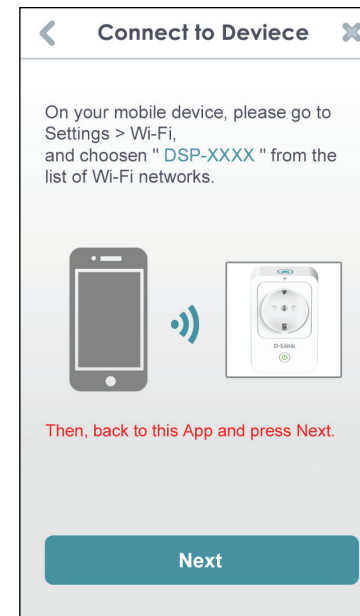 Connect to Deviece
On your mobile device, please go to
Settings > Wi-Fi,
and choosen " DSP-XXXX " from the
list of Wi-Fi networks.
D-Link
Then, back to this App and press Next.
Next